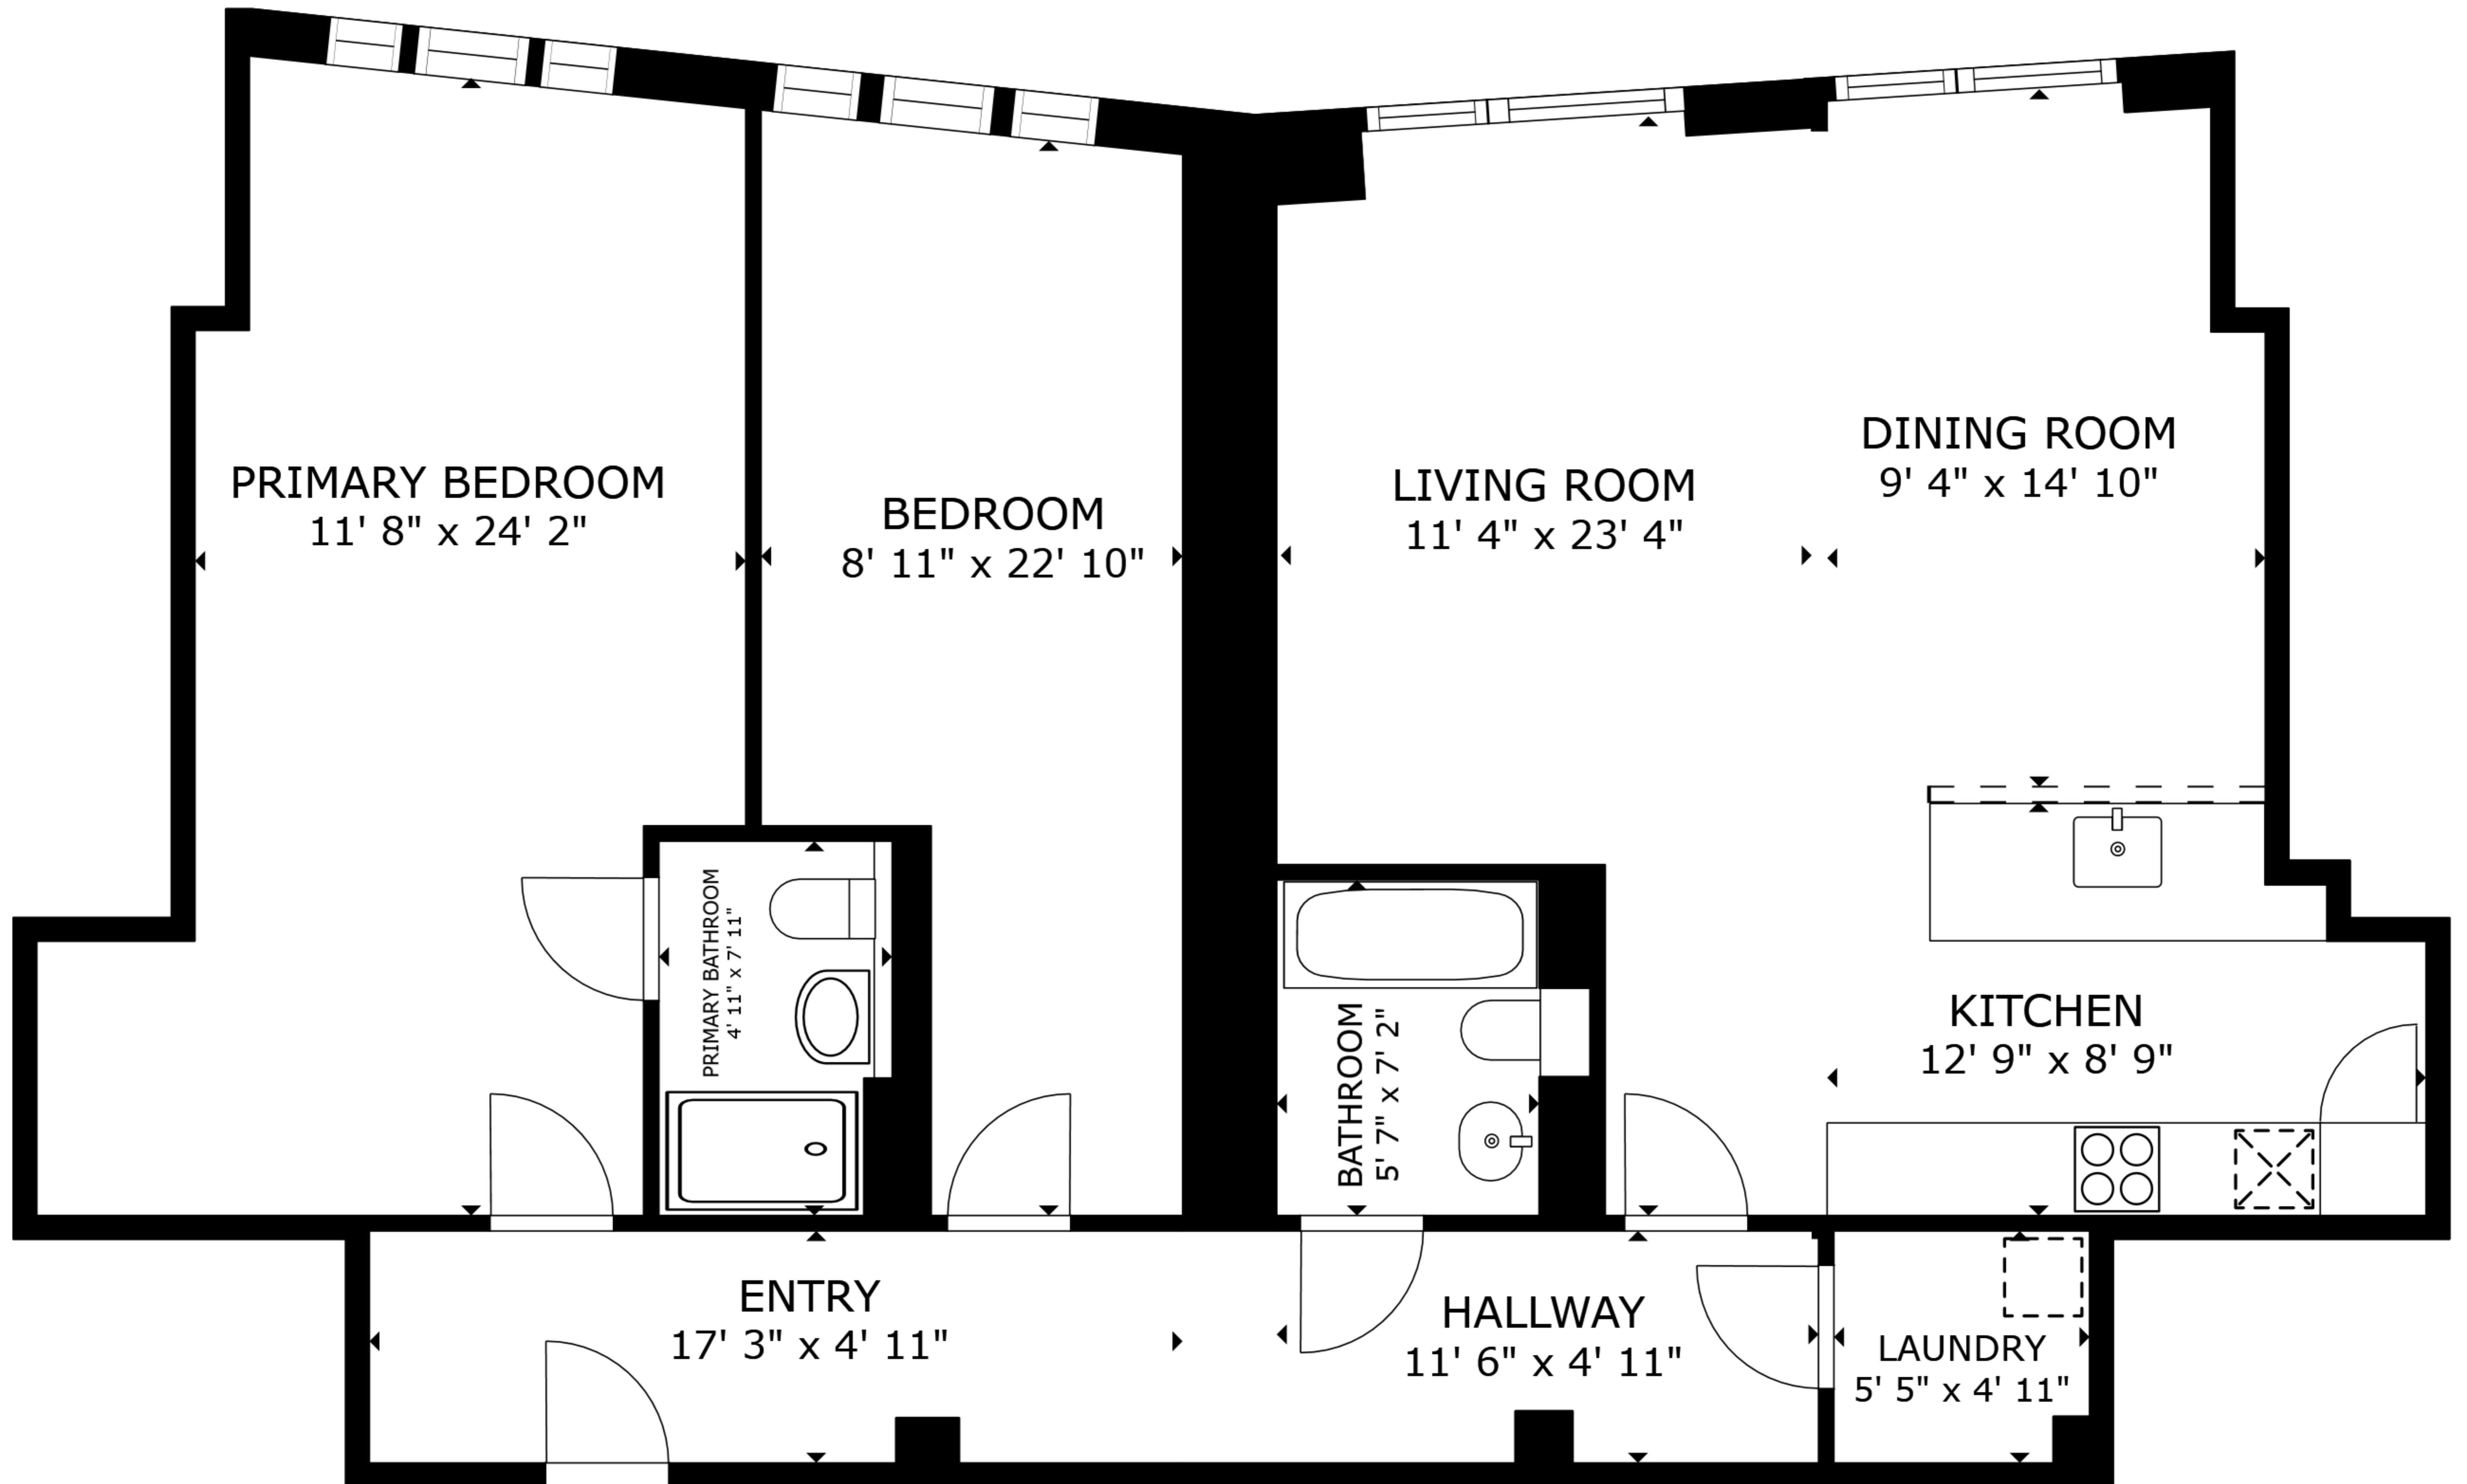 PRIMARY BEDROOM
11' 8" x 24' 2"
BEDROOM
8' 11" x 22' 10"
LIVING ROOM
11' 4" x 23' 4"
DINING ROOM
9' 4" x 14' 10"
PRIMARY BATHROOM
4' 11" x 7' 11"
BATHROOM
5' 7" x 7' 2"
KITCHEN
12' 9" x 8' 9"
ENTRY
17' 3" x 4' 11"
HALLWAY
11' 6" x 4' 11"
LAUNDRY
5' 5" x 4' 11"